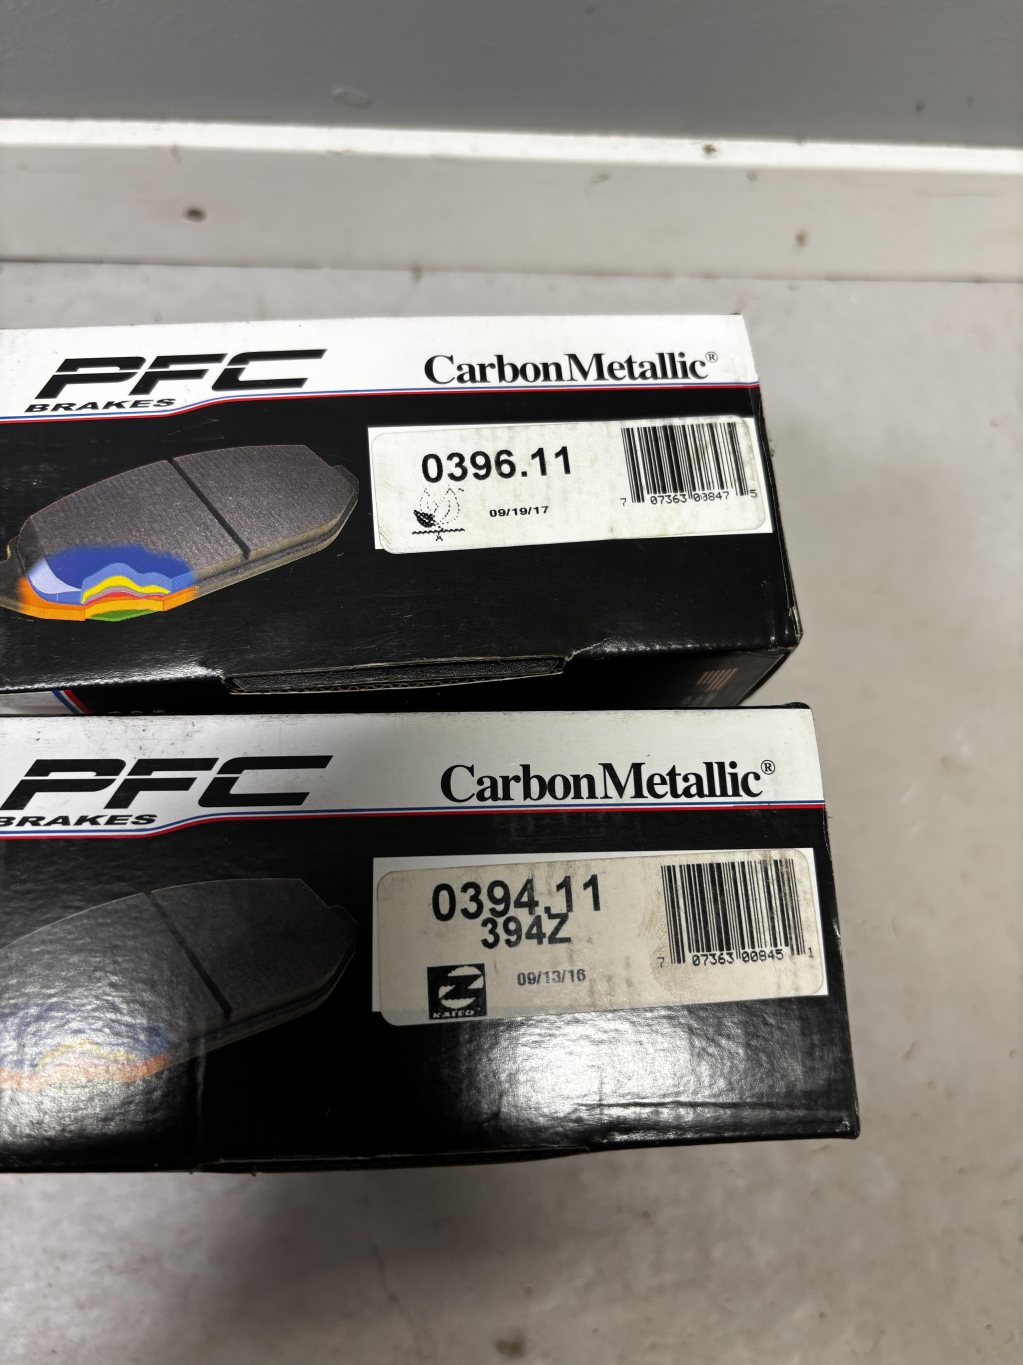 PFC
BRAKES
CarbonMetallic®
0396.11
09/19/17
A
7 07363 00847 5
PFC
BRAKES
CarbonMetallic®
0394.11
394Z
09/13/16
7 07363 00845 1